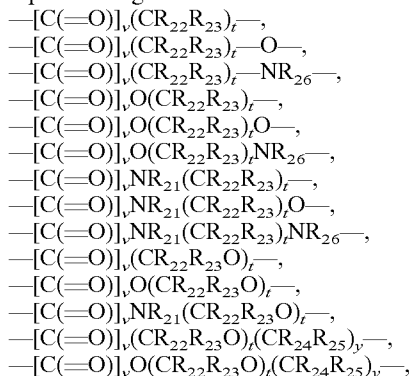 —[C(═O)]ᵥ(CR₂₂R₂₃)ₜ—,
—[C(═O)]ᵥ(CR₂₂R₂₃)ₜ—O—,
—[C(═O)]ᵥ(CR₂₂R₂₃)ₜ—NR₂₆—,
—[C(═O)]ᵥO(CR₂₂R₂₃)ₜ—,
—[C(═O)]ᵥO(CR₂₂R₂₃)ₜO—,
—[C(═O)]ᵥO(CR₂₂R₂₃)ₜNR₂₆—,
—[C(═O)]ᵥNR₂₁(CR₂₂R₂₃)ₜ—,
—[C(═O)]ᵥNR₂₁(CR₂₂R₂₃)ₜO—,
—[C(═O)]ᵥNR₂₁(CR₂₂R₂₃)ₜNR₂₆—,
—[C(═O)]ᵥ(CR₂₂R₂₃O)ₜ—,
—[C(═O)]ᵥO(CR₂₂R₂₃O)ₜ—,
—[C(═O)]ᵥNR₂₁(CR₂₂R₂₃O)ₜ—,
—[C(═O)]ᵥ(CR₂₂R₂₃O)ₜ(CR₂₄R₂₅)y—,
—[C(═O)]ᵥO(CR₂₂R₂₃O)ₜ(CR₂₄R₂₅)y—,